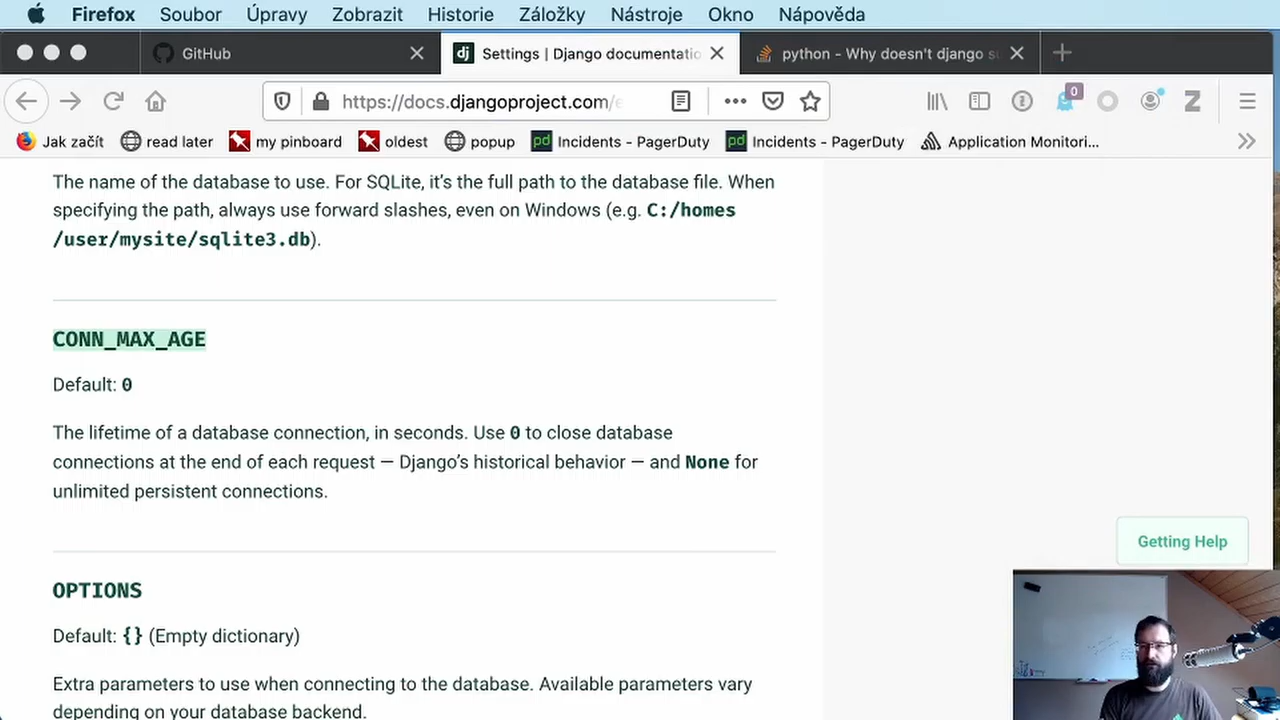 Firefox Soubor Úpravy Zobrazit Historie Záložky Nástroje Okno Nápověda
GitHub
Settings | Django documentatio
python - Why doesn't django s
https://docs.djangoproject.com/e
0
Z
Jak začít read later my pinboard oldest popup pd Incidents - PagerDuty pd Incidents - PagerDuty Application Monitori...
The name of the database to use. For SQLite, it's the full path to the database file. When
specifying the path, always use forward slashes, even on Windows (e.g. C:/homes
/user/mysite/sqlite3.db).
CONN_MAX_AGE
Default: 0
The lifetime of a database connection, in seconds. Use 0 to close database
connections at the end of each request — Django's historical behavior — and None for
unlimited persistent connections.
Getting Help
OPTIONS
Default: {} (Empty dictionary)
Extra parameters to use when connecting to the database. Available parameters vary
depending on your database backend.